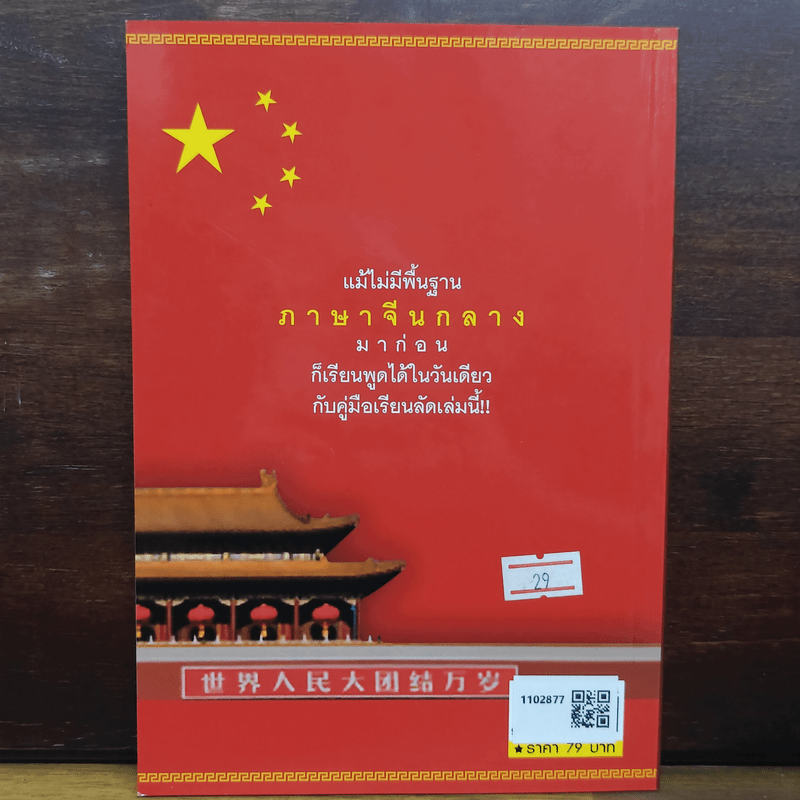 แม้ไม่มีพื้นฐาน
ภาษาจีนกลาง
มาก่อน
ก็เรียนพูดได้ในวันเดียว
กับคู่มือเรียนลัดเล่มนี้!!
29
世界人民大团结万岁
1102877
★ ราคา 79 บาท